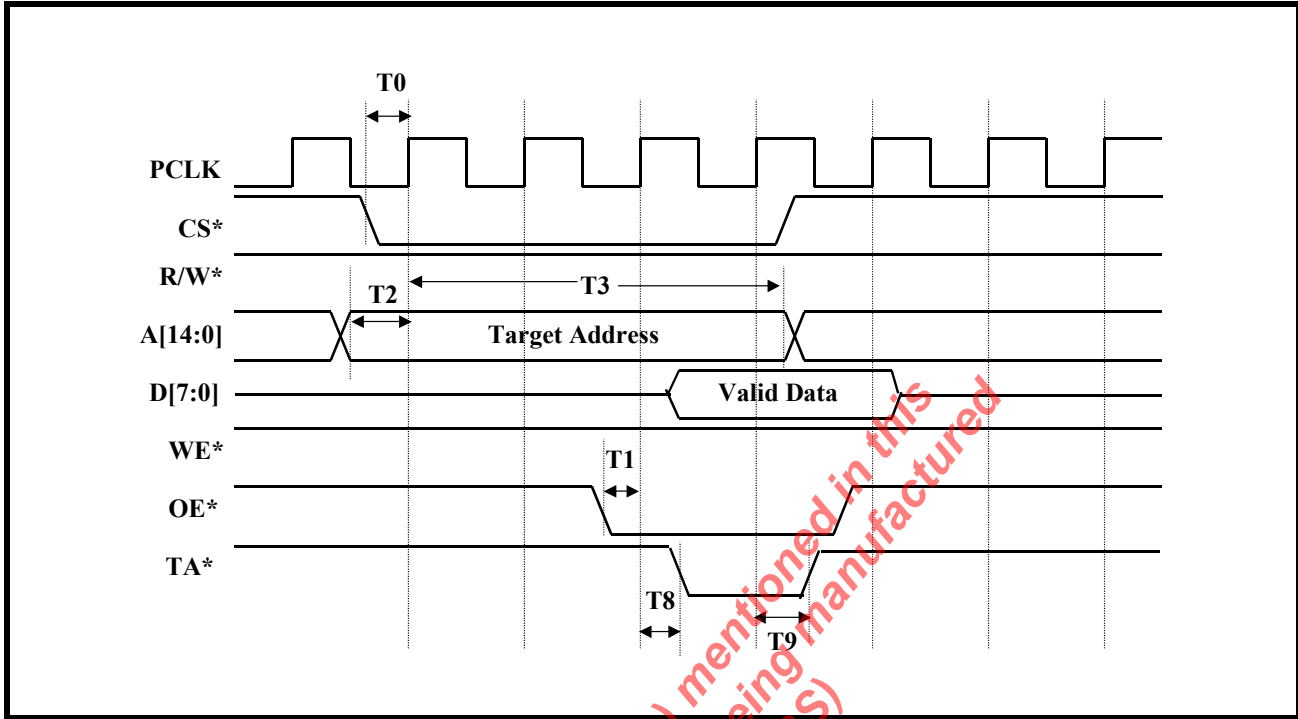 T0
PCLK
CS*
R/W*
T3
T2
A[14:0]
Target Address
D[7:0]
Valid Data
WE*
T1
OE*
TA*
T8
T9
mentioned in this
being manufactured